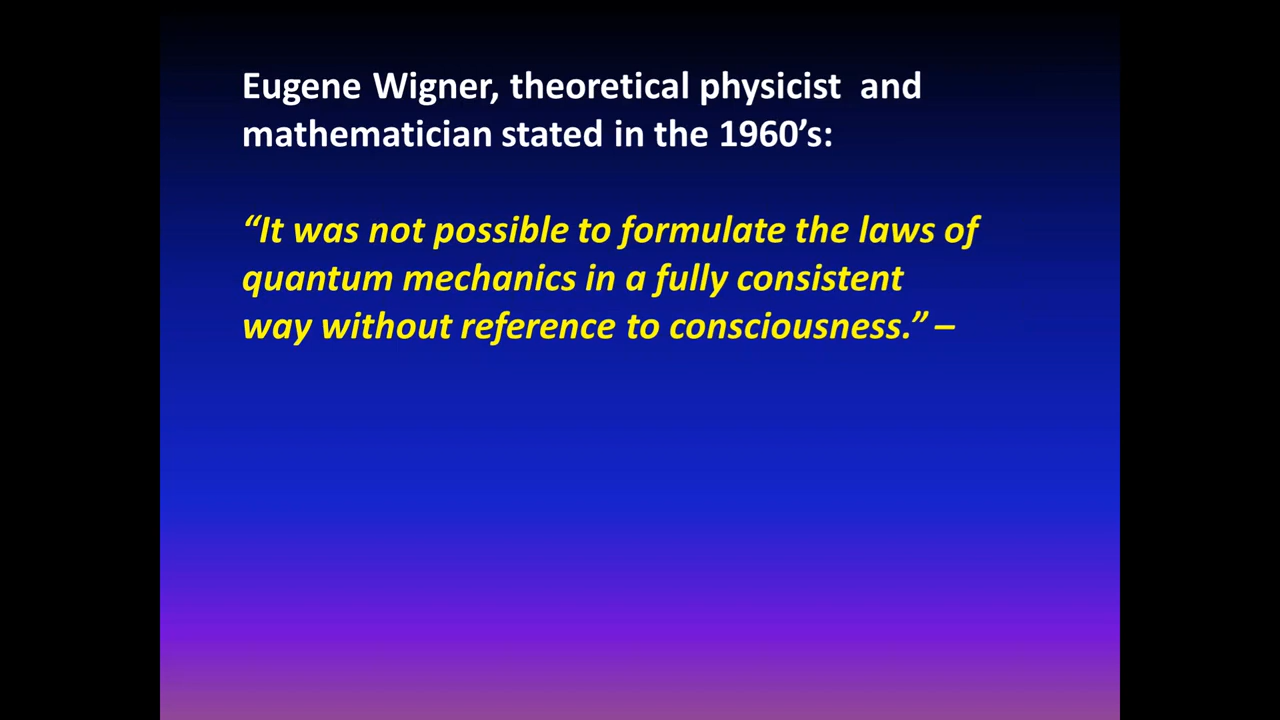 Eugene Wigner, theoretical physicist  and
mathematician stated in the 1960’s:
“It was not possible to formulate the laws of
quantum mechanics in a fully consistent
way without reference to consciousness.” –